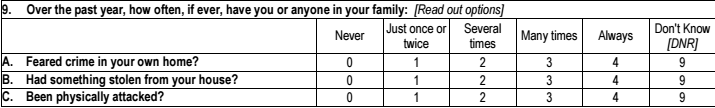 9. Over the past year, how often, if ever, have you or anyone in your family: [Read out options]
Never Just once or twice Several times Many times Always Don't Know [DNR]
A. Feared crime in your own home? 0 1 2 3 4 9
B. Had something stolen from your house? 0 1 2 3 4 9
C. Been physically attacked? 0 1 2 3 4 9